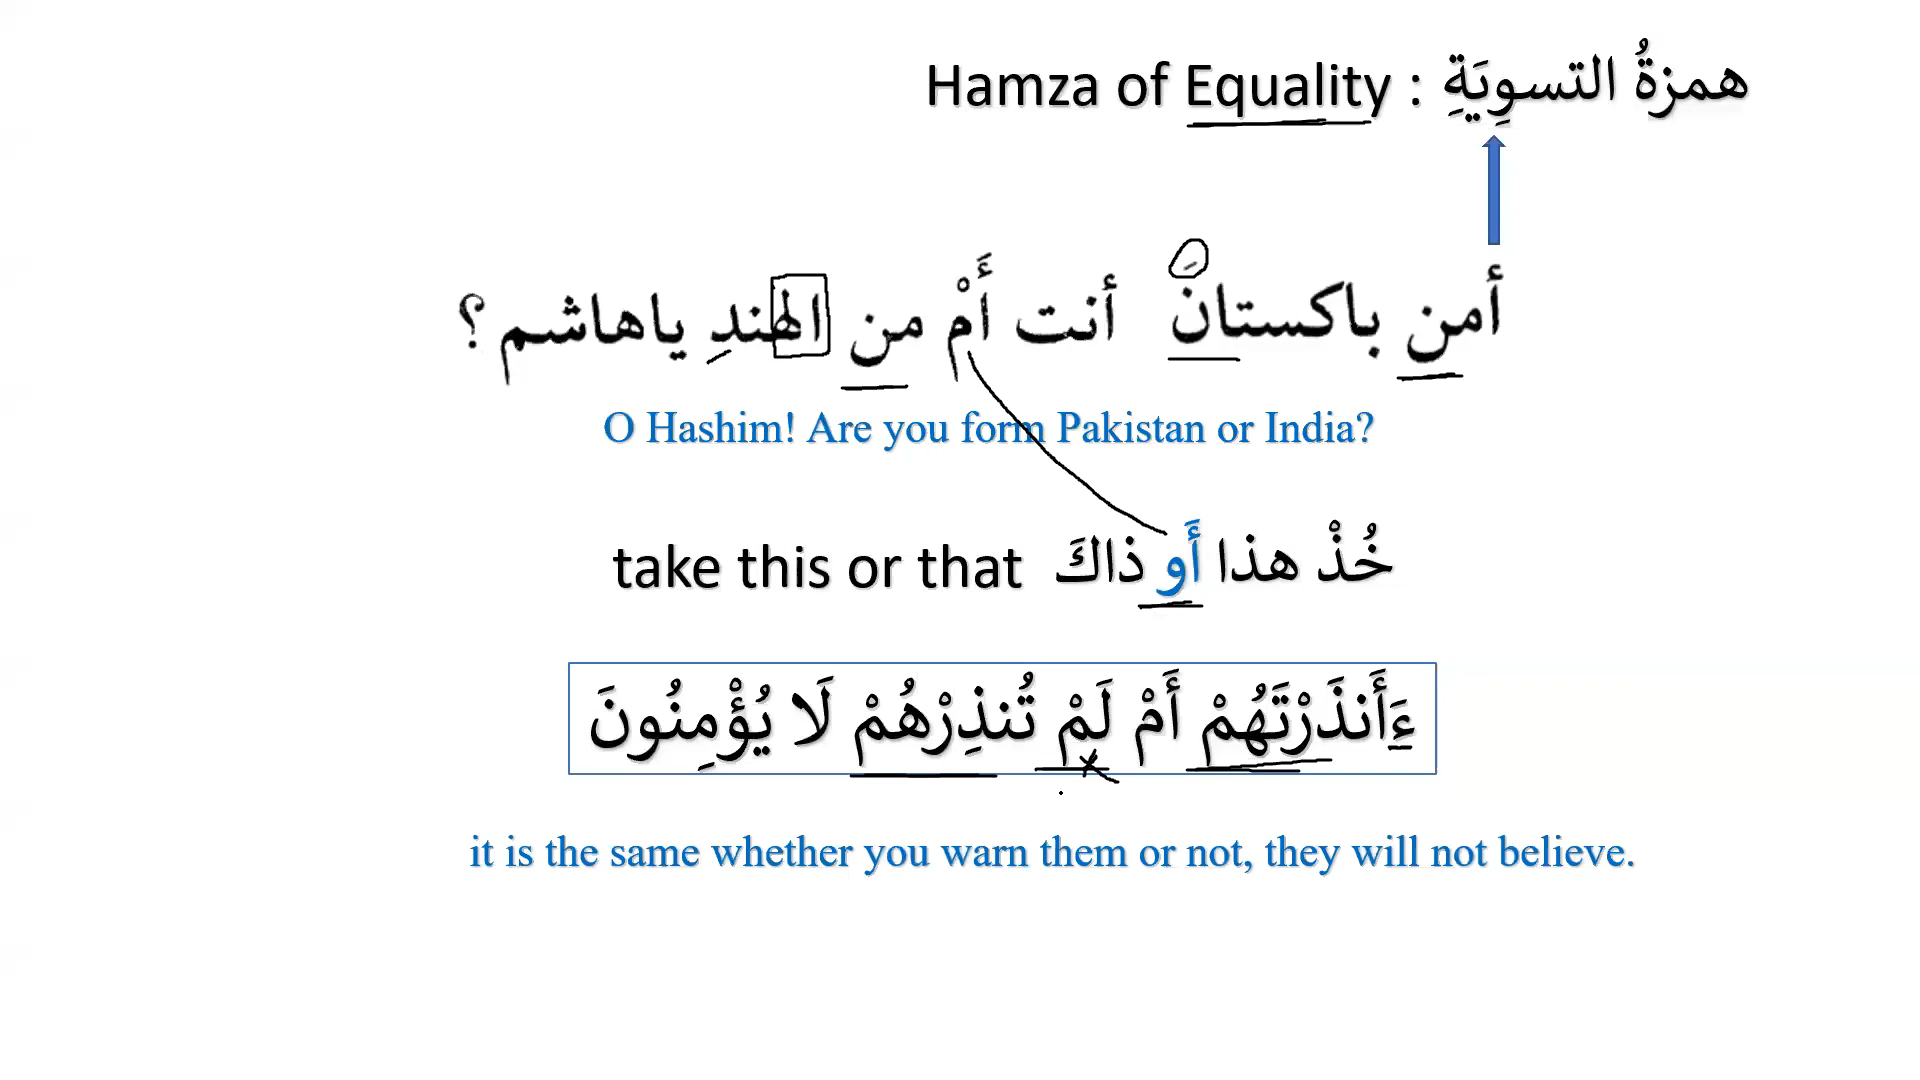 Hamza of Equality : همزةُ التسوِيَةِ
أمن باكستانَ أنت أَمْ من الهندِ ياهاشم ؟
O Hashim! Are you form Pakistan or India?
take this or that خُذْ هذا أَو ذاكَ
ءَأَنذَرْتَهُمْ أَمْ لَمْ تُنذِرْهُمْ لَا يُؤْمِنُونَ
it is the same whether you warn them or not, they will not believe.